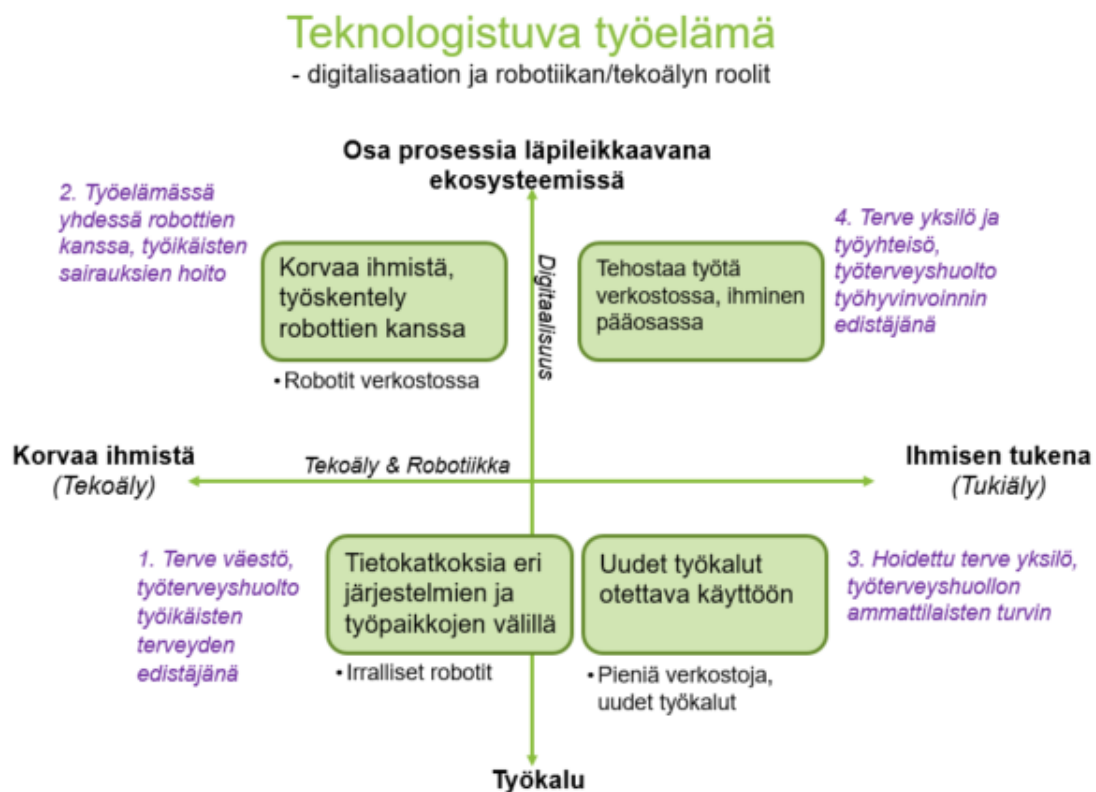 Teknologistuva työelämä
- digitalisaation ja robotiikan/tekoälyn roolit
Osa prosessia läpileikkaavana
ekosysteemissä
2. Työelämässä
yhdessä robottien
kanssa, työikäisten
sairauksien hoito
Korvaa ihmistä,
työskentely
robottien kanssa
• Robotit verkostossa
Digitaalisuus
Tehostaa työtä
verkostossa, ihminen
pääosassa
4. Terve yksilö ja
työyhteisö,
työterveyshuolto
työhyvinvoinnin
edistäjänä
Korvaa ihmistä
(Tekoäly)
Tekoäly & Robotiikka
Ihmisen tukena
(Tukiäly)
1. Terve väestö,
työterveyshuolto
työikäisten
terveyden
edistäjänä
Tietokatkoksia eri
järjestelmien ja
työpaikkojen välillä
• Irralliset robotit
Uudet työkalut
otettava käyttöön
• Pieniä verkostoja,
uudet työkalut
3. Hoidettu terve yksilö,
työterveyshuollon
ammattilaisten turvin
Työkalu